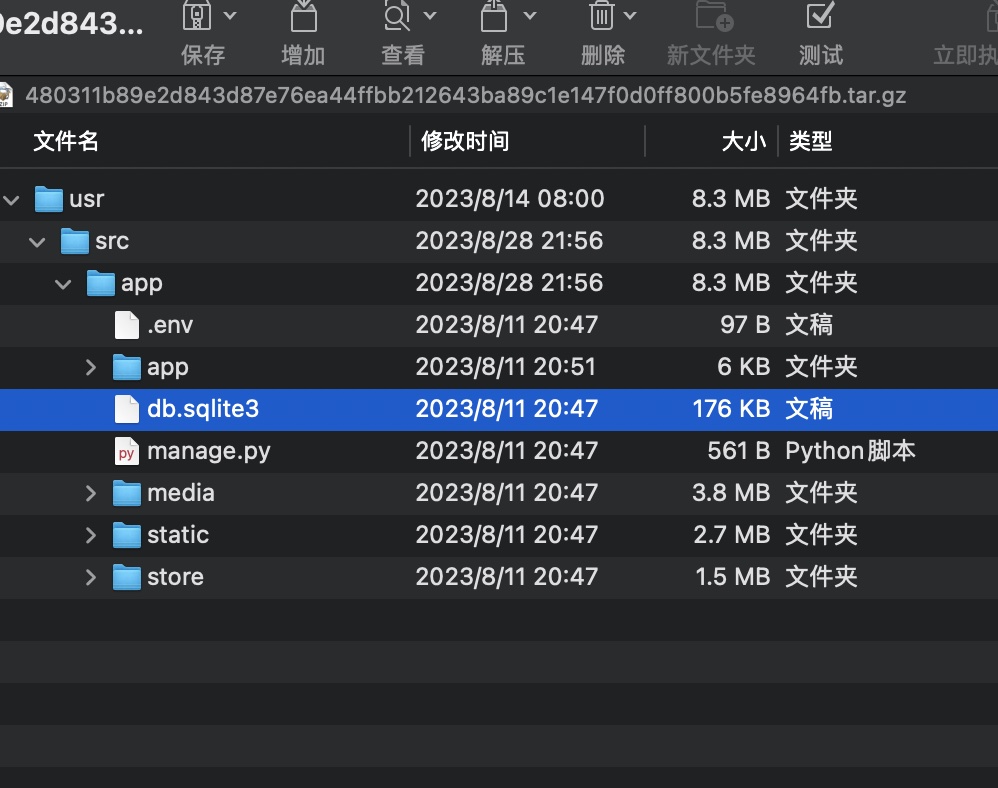 0e2d843...
保存 增加 查看 解压 删除 新文件夹 测试 立即执
480311b89e2d843d87e76ea44ffbb212643ba89c1e147f0d0ff800b5fe8964fb.tar.gz
文件名 修改时间 大小 类型
usr 2023/8/14 08:00 8.3 MB 文件夹
src 2023/8/28 21:56 8.3 MB 文件夹
app 2023/8/28 21:56 8.3 MB 文件夹
.env 2023/8/11 20:47 97 B 文稿
app 2023/8/11 20:51 6 KB 文件夹
db.sqlite3 2023/8/11 20:47 176 KB 文稿
py manage.py 2023/8/11 20:47 561 B Python脚本
media 2023/8/11 20:47 3.8 MB 文件夹
static 2023/8/11 20:47 2.7 MB 文件夹
store 2023/8/11 20:47 1.5 MB 文件夹